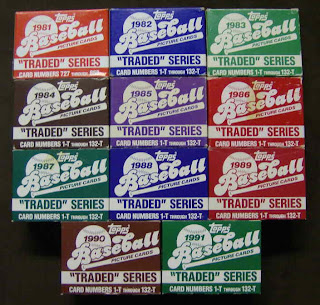 1981 Topps
Baseball
PICTURE CARDS
"TRADED" SERIES
CARD NUMBERS 727 THROUGH
1982 Topps
Baseball
PICTURE CARDS
"TRADED" SERIES
CARD NUMBERS 1-T THROUGH 132-T
1983 Topps
Baseball
PICTURE CARDS
"TRADED" SERIES
CARD NUMBERS 1-T THROUGH 132-T
1984 Topps
Baseball
PICTURE CARDS
"TRADED" SERIES
CARD NUMBERS 1-T THROUGH 132-T
1985 Topps
Baseball
PICTURE CARDS
"TRADED" SERIES
CARD NUMBERS 1-T THROUGH 132-T
1986 Topps
Baseball
PICTURE CARDS
"TRADED" SERIES
CARD NUMBERS 1-T THROUGH 132-T
1987 Topps
Baseball
PICTURE CARDS
"TRADED" SERIES
CARD NUMBERS 1-T THROUGH 132-T
1988 Topps
Baseball
PICTURE CARDS
"TRADED" SERIES
CARD NUMBERS 1-T THROUGH 132-T
1989 Topps
Baseball
PICTURE CARDS
"TRADED" SERIES
CARD NUMBERS 1-T THROUGH 132-T
1990 Topps
Baseball
PICTURE CARDS
"TRADED" SERIES
CARD NUMBERS 1-T THROUGH 132-T
1991 Topps
Baseball
PICTURE CARDS
"TRADED" SERIES
CARD NUMBERS 1-T THROUGH 132-T